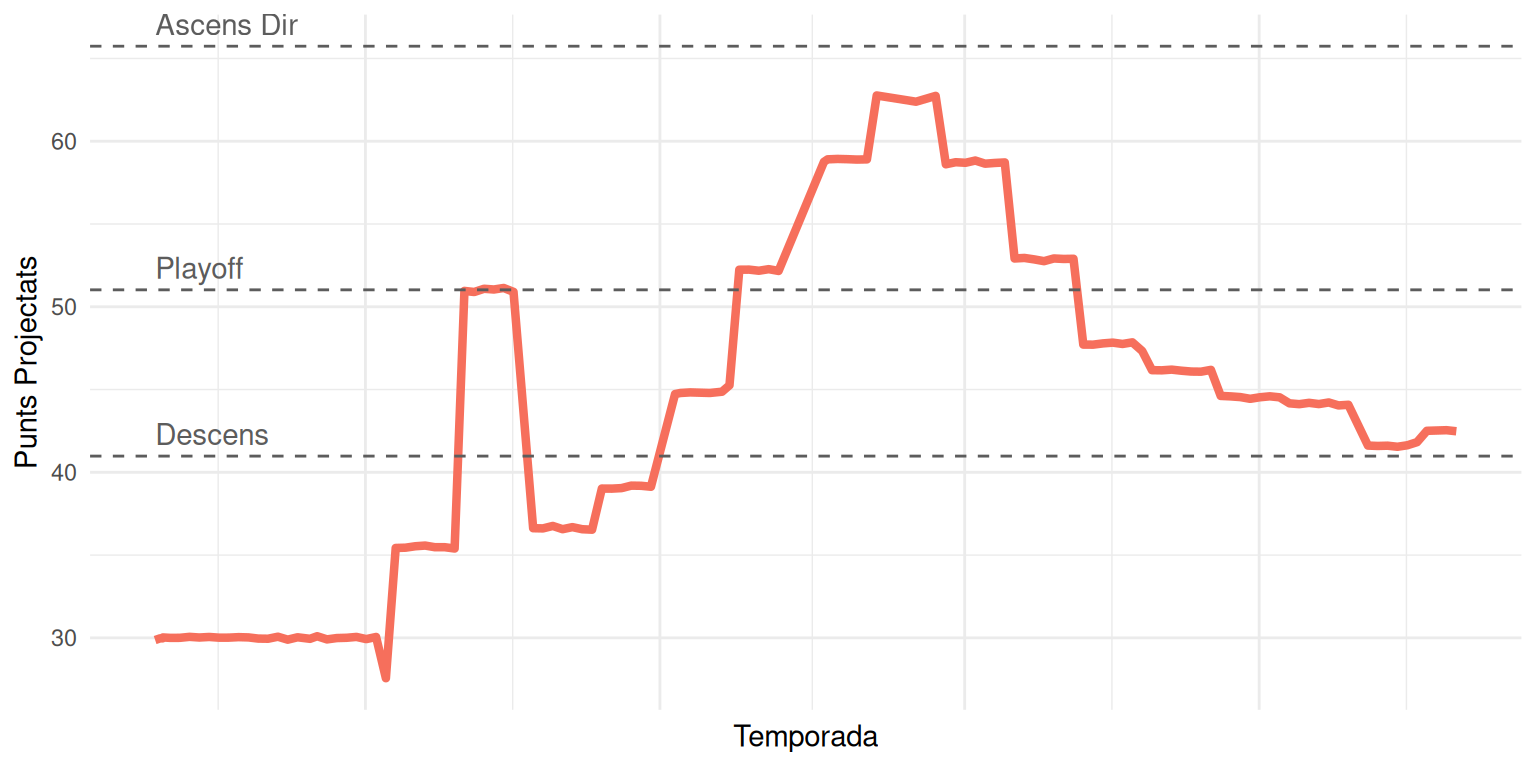 Ascens Dir
60
Playoff
50
Descens
40
30
Punts Projectats
Temporada